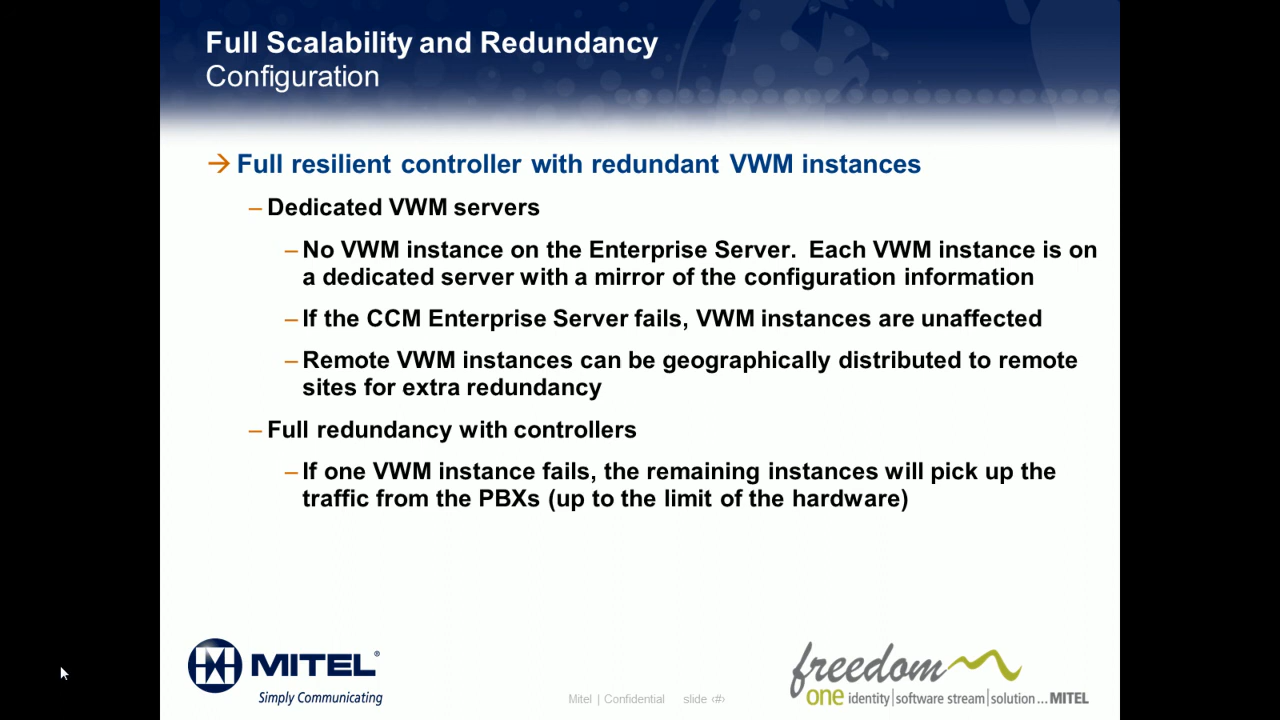 Full Scalability and Redundancy
Configuration
→ Full resilient controller with redundant VWM instances
– Dedicated VWM servers
– No VWM instance on the Enterprise Server. Each VWM instance is on
a dedicated server with a mirror of the configuration information
– If the CCM Enterprise Server fails, VWM instances are unaffected
– Remote VWM instances can be geographically distributed to remote
sites for extra redundancy
– Full redundancy with controllers
– If one VWM instance fails, the remaining instances will pick up the
traffic from the PBXs (up to the limit of the hardware)
MITEL®
Simply Communicating
Mitel | Confidential slide ‹#›
freedom
one identity|software stream|solution...MITEL